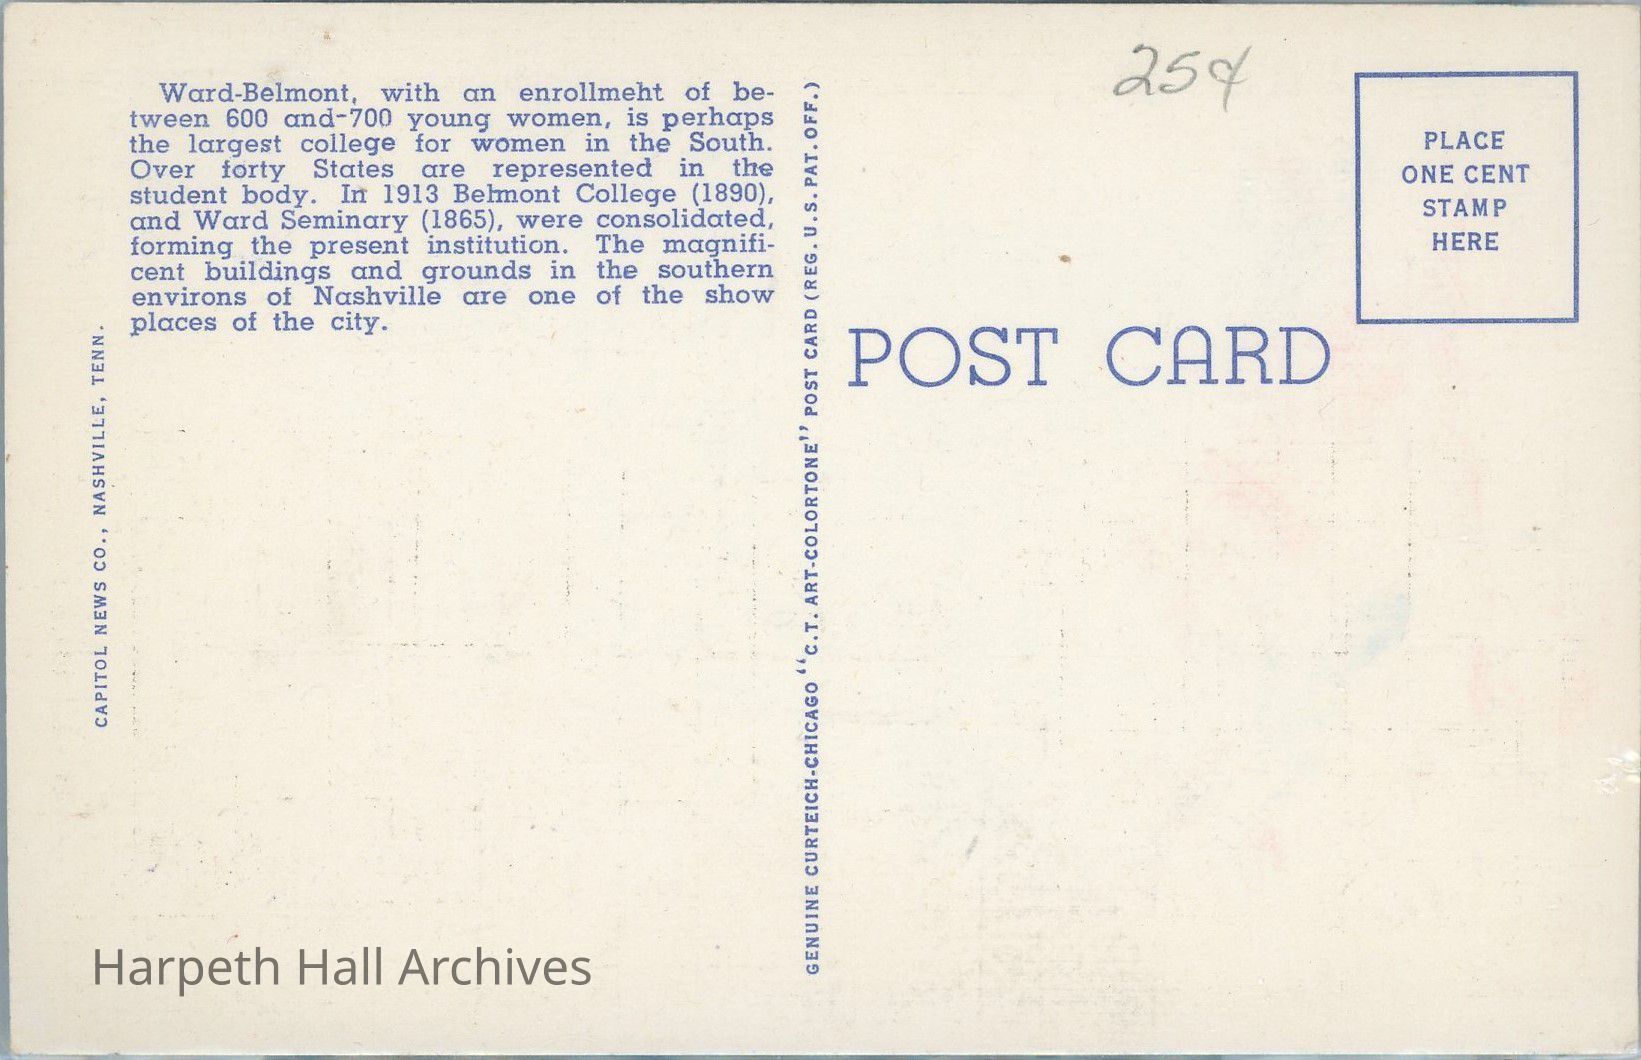 Ward-Belmont, with an enrollment of be-
tween 600 and-700 young women, is perhaps
the largest college for women in the South.
Over forty States are represented in the
student body. In 1913 Belmont College (1890),
and Ward Seminary (1865), were consolidated,
forming the present institution. The magnifi-
cent buildings and grounds in the southern
environs of Nashville are one of the show
places of the city.
CAPITOL NEWS CO., NASHVILLE, TENN.
GENUINE CURTEICH-CHICAGO "C.T. ART-COLORTONE" POST CARD (REG. U.S. PAT. OFF.)
25¢
PLACE
ONE CENT
STAMP
HERE
POST CARD
Harpeth Hall Archives